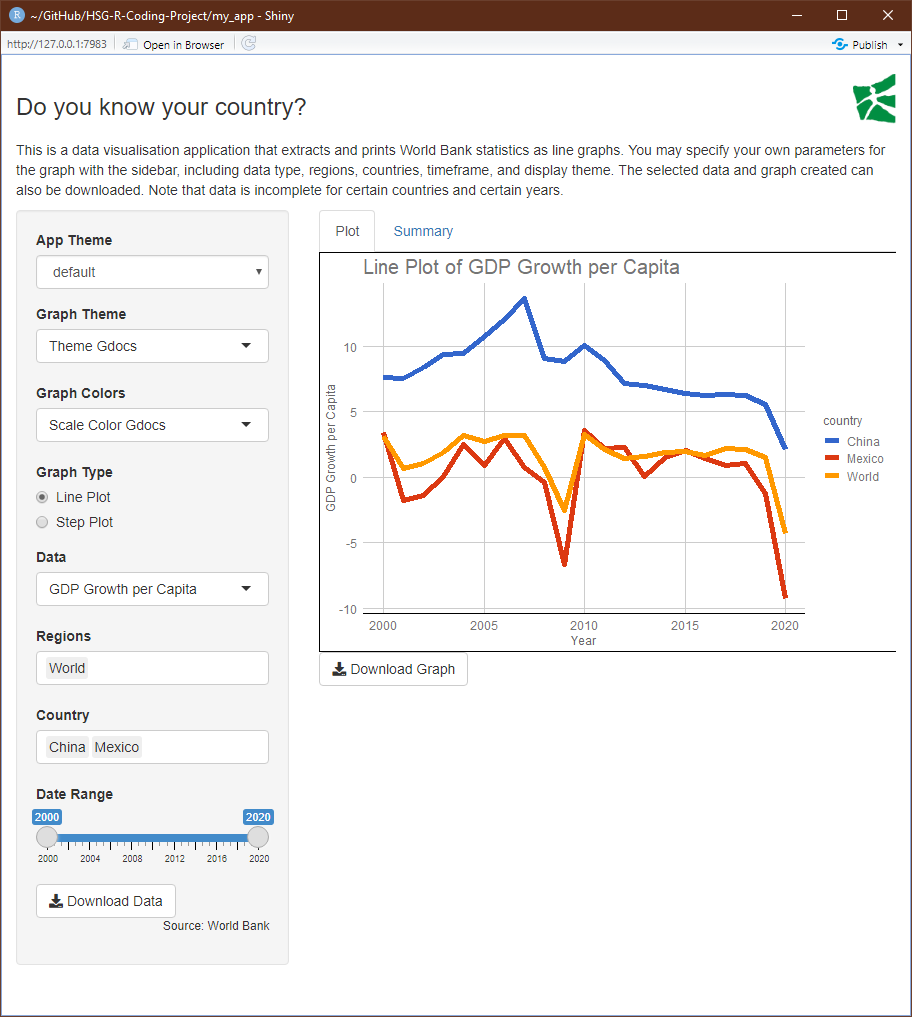 ~/GitHub/HSG-R-Coding-Project/my_app - Shiny
http://127.0.0.1:7983
Open in Browser
Publish
Do you know your country?
This is a data visualisation application that extracts and prints World Bank statistics as line graphs. You may specify your own parameters for
the graph with the sidebar, including data type, regions, countries, timeframe, and display theme. The selected data and graph created can
also be downloaded. Note that data is incomplete for certain countries and certain years.
App Theme
default
Graph Theme
Theme Gdocs
Graph Colors
Scale Color Gdocs
Graph Type
Line Plot
Step Plot
Data
GDP Growth per Capita
Regions
World
Country
China Mexico
Date Range
2000 2020
2000 2004 2008 2012 2016 2020
Download Data
Source: World Bank
Plot Summary
Line Plot of GDP Growth per Capita
GDP Growth per Capita
10
5
0
-5
-10
2000 2005 2010 2015 2020
Year
country
China
Mexico
World
Download Graph